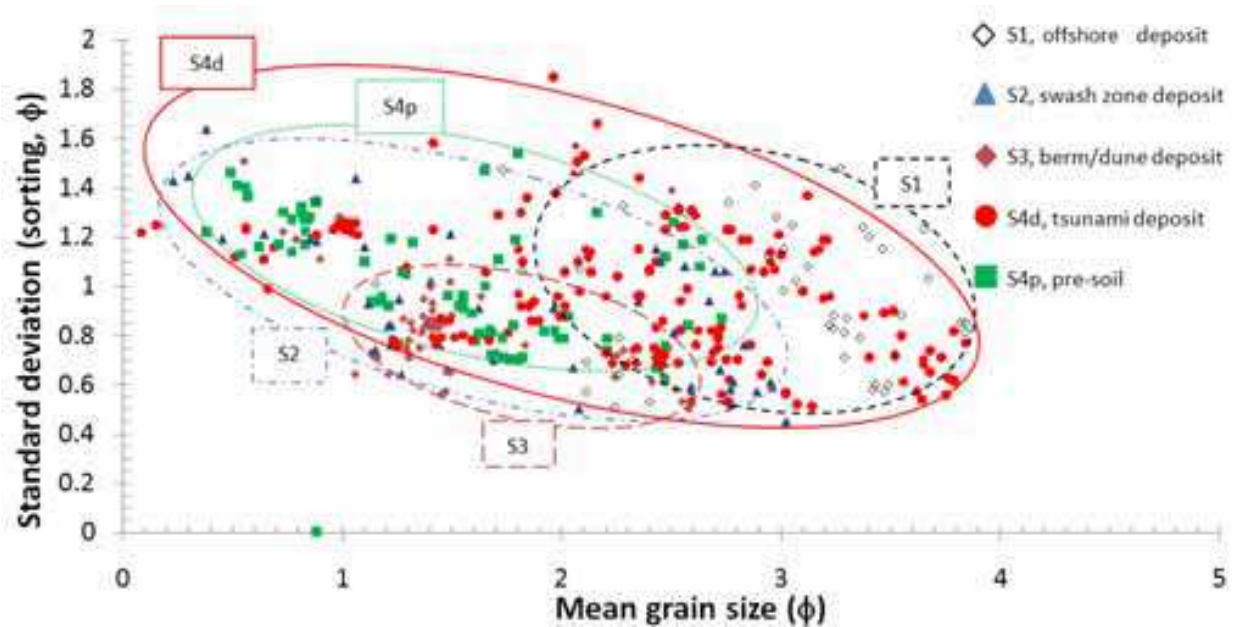 Standard deviation (sorting, ϕ)
2
1.8
1.6
1.4
1.2
1
0.8
0.6
0.4
0.2
0
0
1
2
3
4
5
Mean grain size (ϕ)
S4d
S4p
S1
S2
S3
S1, offshore deposit
S2, swash zone deposit
S3, berm/dune deposit
S4d, tsunami deposit
S4p, pre-soil